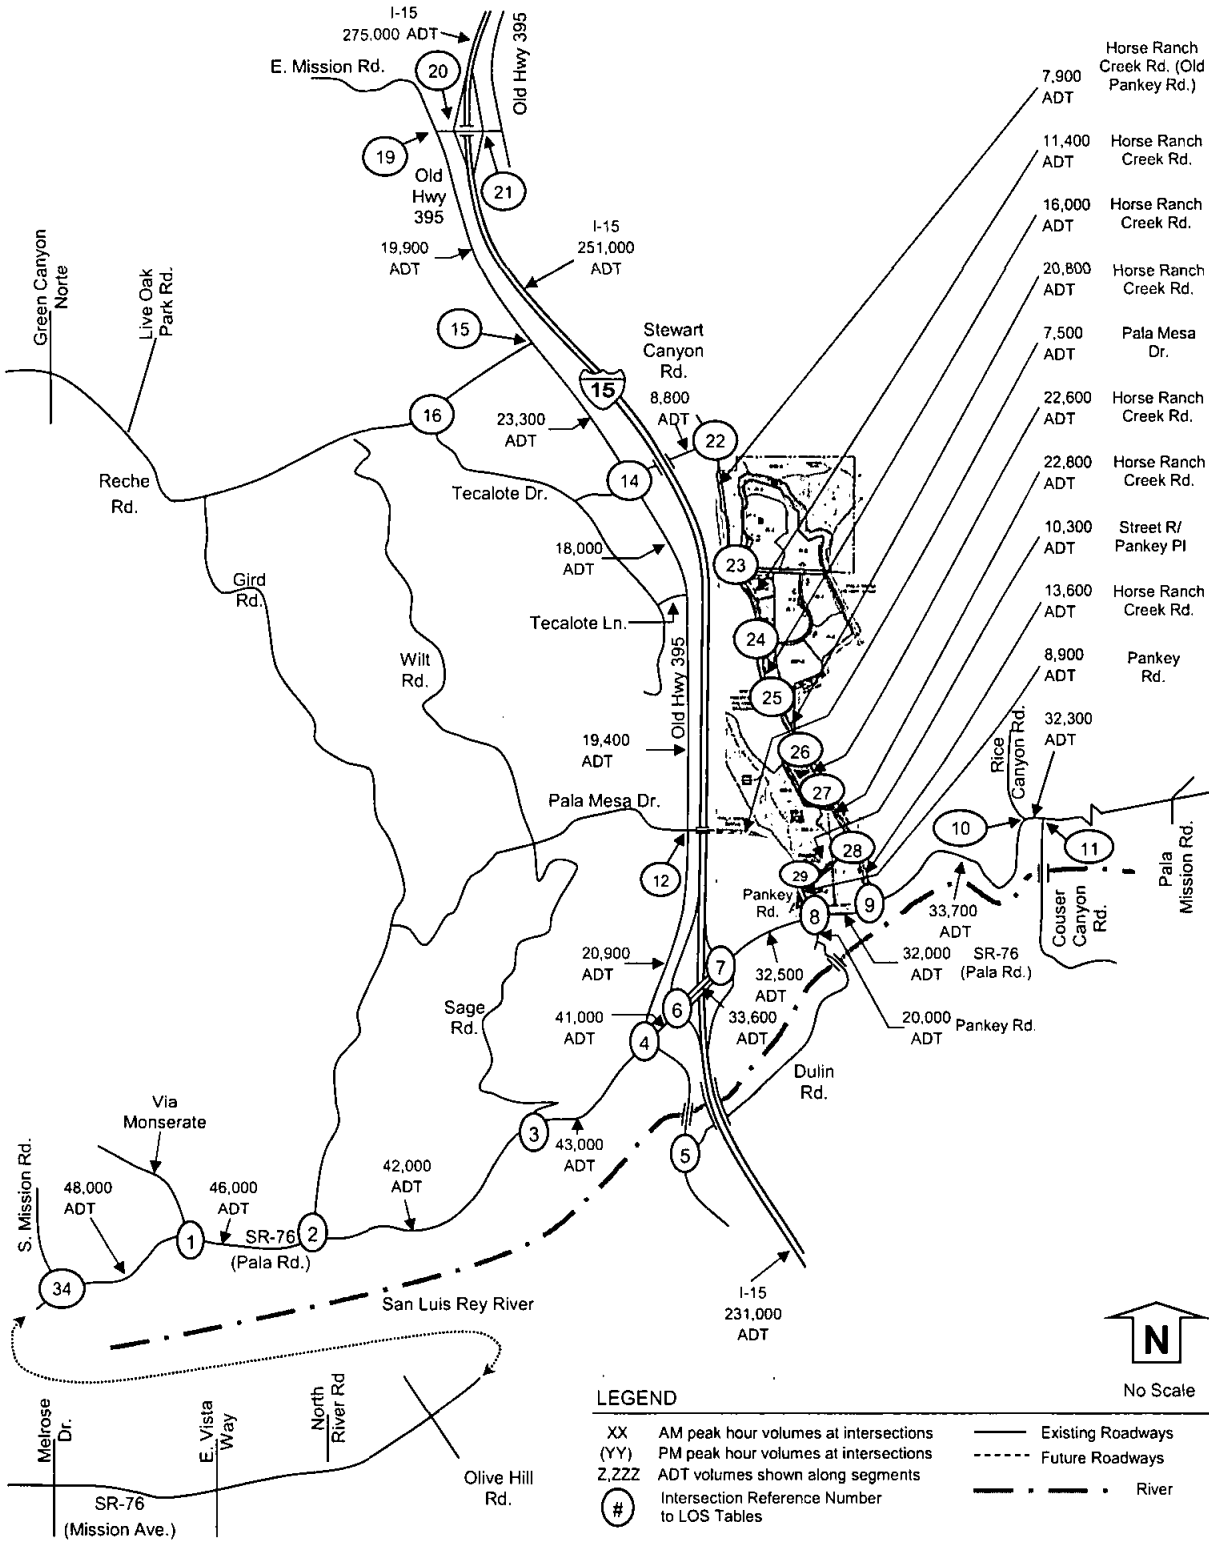 I-15
275,000 ADT
Old Hwy 395
E. Mission Rd.
20
19
21
Old
Hwy
395
19,900
ADT
I-15
251,000
ADT
Horse Ranch
Creek Rd. (Old
Pankey Rd.)
7,900
ADT
11,400
ADT
Horse Ranch
Creek Rd.
16,000
ADT
Horse Ranch
Creek Rd.
20,800
ADT
Horse Ranch
Creek Rd.
7,500
ADT
Pala Mesa
Dr.
22,600
ADT
Horse Ranch
Creek Rd.
22,800
ADT
Horse Ranch
Creek Rd.
10,300
ADT
Street R/
Pankey Pl
13,600
ADT
Horse Ranch
Creek Rd.
8,900
ADT
Pankey
Rd.
32,300
ADT
Green Canyon
Norte
Live Oak
Park Rd.
15
Stewart
Canyon
Rd.
15
8,800
ADT
16
23,300
ADT
22
14
Reche
Rd.
Tecalote Dr.
18,000
ADT
23
Gird
Rd.
Tecalote Ln.
24
Wilt
Rd.
Old Hwy 395
25
19,400
ADT
26
Rice
Canyon Rd.
Pala Mesa Dr.
27
10
11
28
12
29
Pala
Mission Rd.
Pankey
Rd.
8
9
33,700
ADT
Couser
Canyon
Rd.
20,900
ADT
7
32,500
ADT
32,000
ADT
SR-76
(Pala Rd.)
Sage
Rd.
6
41,000
ADT
33,600
ADT
20,000
ADT
Pankey Rd.
4
Dulin
Rd.
Via
Monserate
3
43,000
ADT
5
S. Mission Rd.
48,000
ADT
46,000
ADT
42,000
ADT
1
SR-76
(Pala Rd.)
2
34
San Luis Rey River
I-15
231,000
ADT
N
No Scale
Melrose
Dr.
E. Vista
Way
North
River Rd
Olive Hill
Rd.
SR-76
(Mission Ave.)
LEGEND
XX AM peak hour volumes at intersections
(YY) PM peak hour volumes at intersections
Z,ZZZ ADT volumes shown along segments
# Intersection Reference Number
to LOS Tables
Existing Roadways
Future Roadways
River